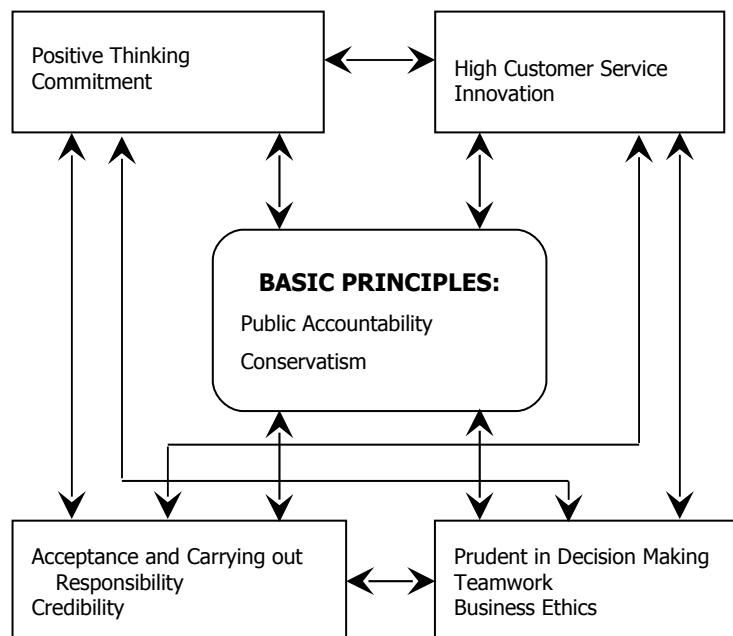 Positive Thinking
Commitment
High Customer Service
Innovation
BASIC PRINCIPLES:
Public Accountability
Conservatism
Acceptance and Carrying out
Responsibility
Credibility
Prudent in Decision Making
Teamwork
Business Ethics